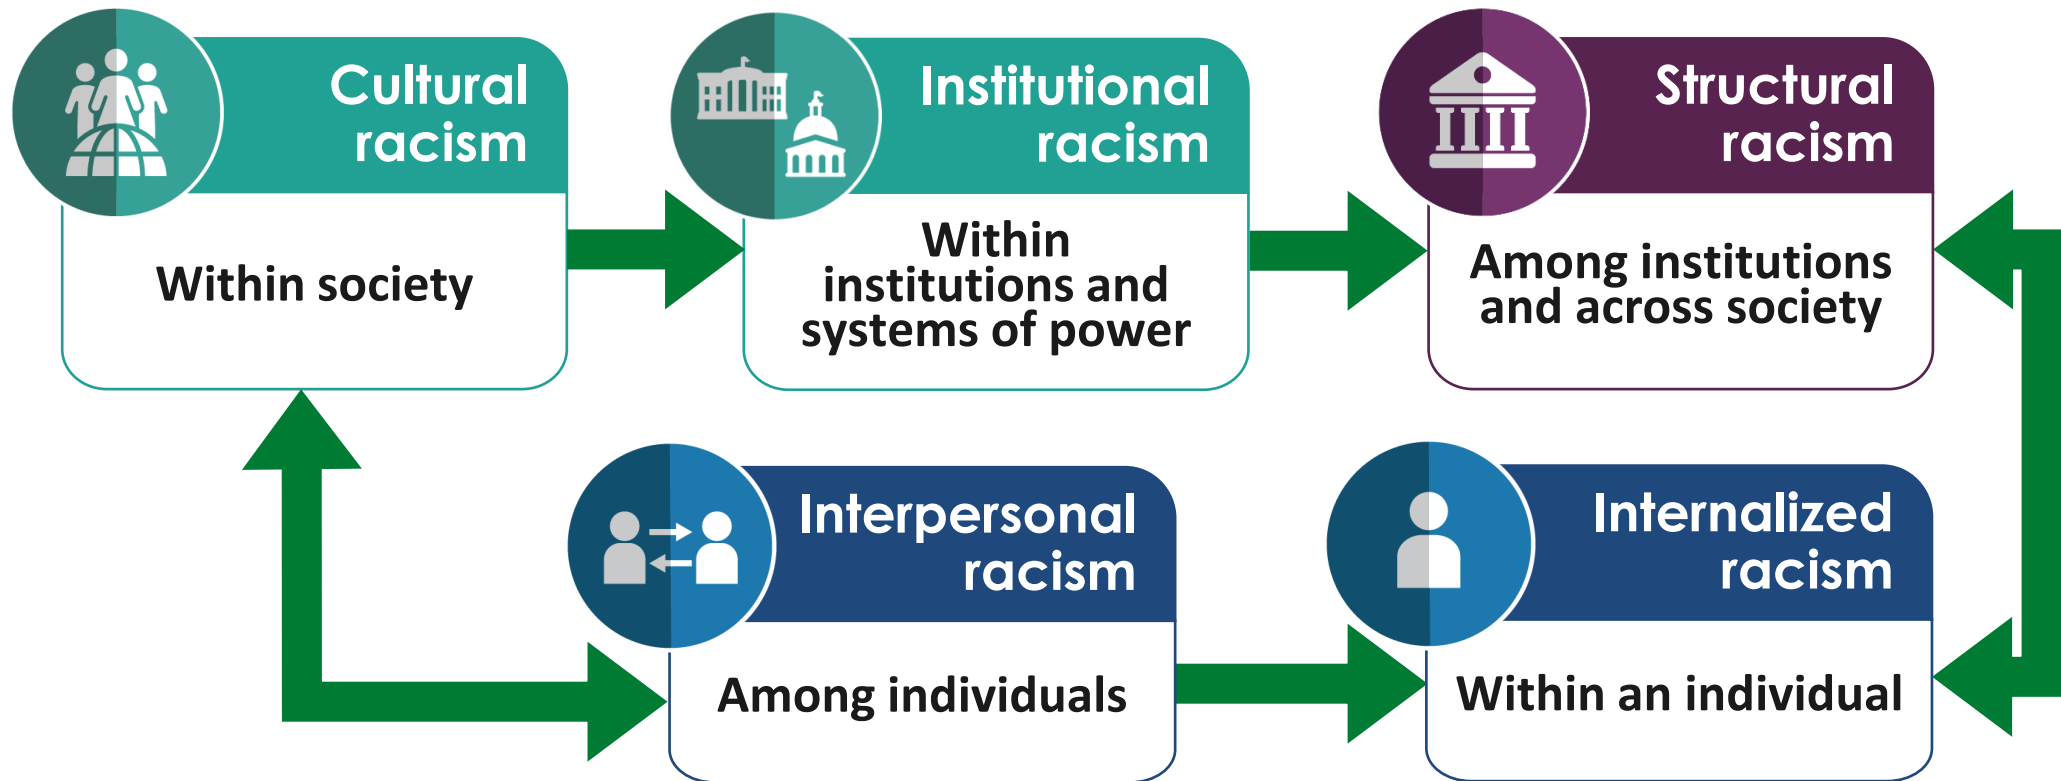 Cultural
racism
Within society
Institutional
racism
Within
institutions and
systems of power
Structural
racism
Among institutions
and across society
Interpersonal
racism
Among individuals
Internalized
racism
Within an individual